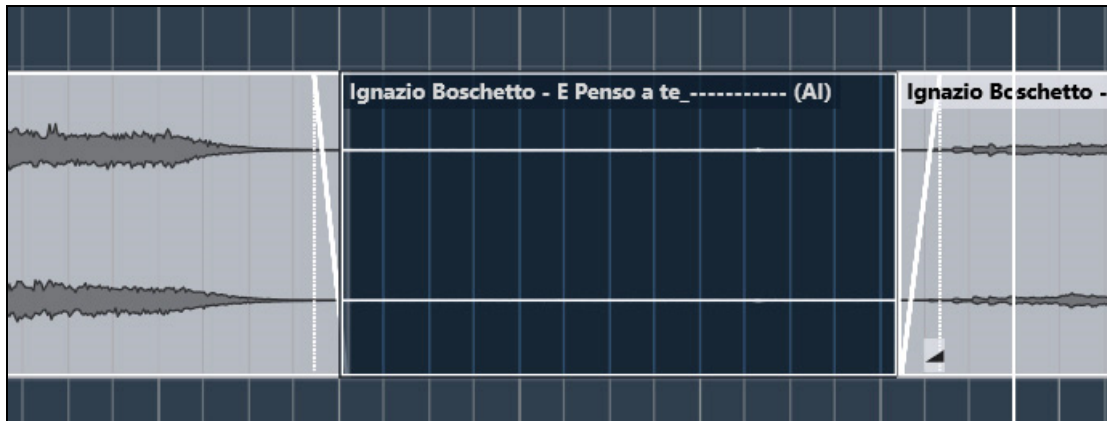 Ignazio Boschetto - E Penso a te_----------- (AI)
Ignazio Boschetto -